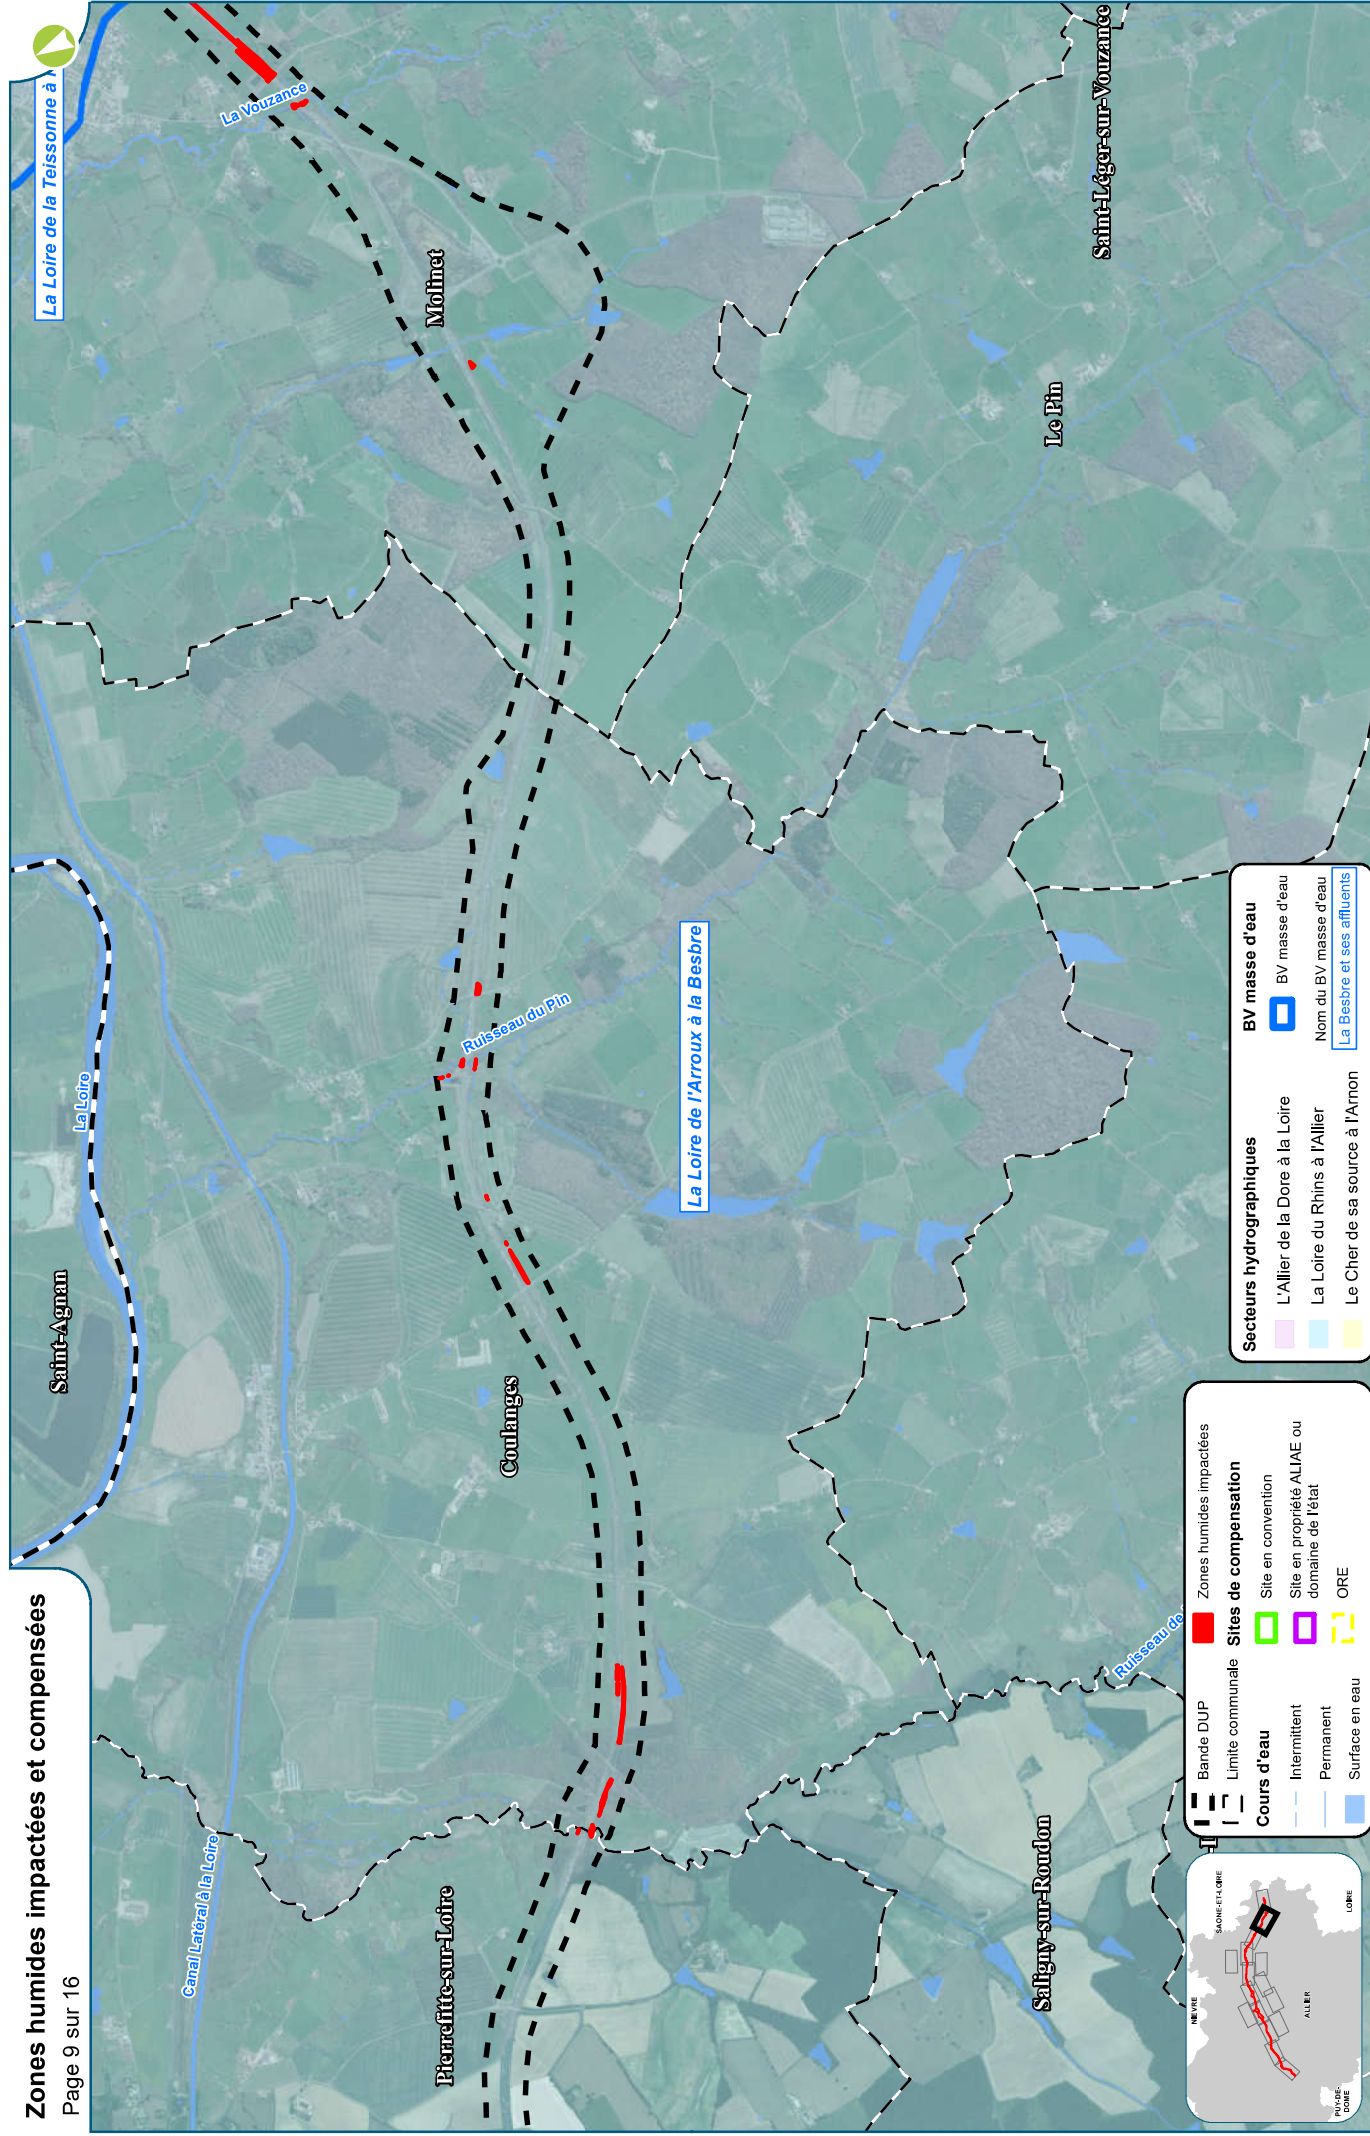 Zones humides impactées et compensées
Page 9 sur 16
La Loire de la Teissonne à
La Vouzance
Molinet
Saint-Léger-sur-Vouzance
Le Pin
Saint-Agnan
La Loire
Ruisseau du Pin
La Loire de l'Arroux à la Besbre
Coulanges
Canal Latéral à la Loire
Pierrefitte-sur-Loire
Saligny-sur-Roudon
Ruisseau de
NIEVRE
SAONE-ET-LOIRE
ALLIER
LOIRE
PUY-DE-
DOME
Bande DUP
Limite communale
Cours d'eau
Intermittent
Permanent
Surface en eau
Zones humides impactées
Sites de compensation
Site en convention
Site en propriété ALIAE ou
domaine de l'état
ORE
Secteurs hydrographiques
L'Allier de la Dore à la Loire
La Loire du Rhins à l'Allier
Le Cher de sa source à l'Arnon
BV masse d'eau
BV masse d'eau
Nom du BV masse d'eau
La Besbre et ses affluents